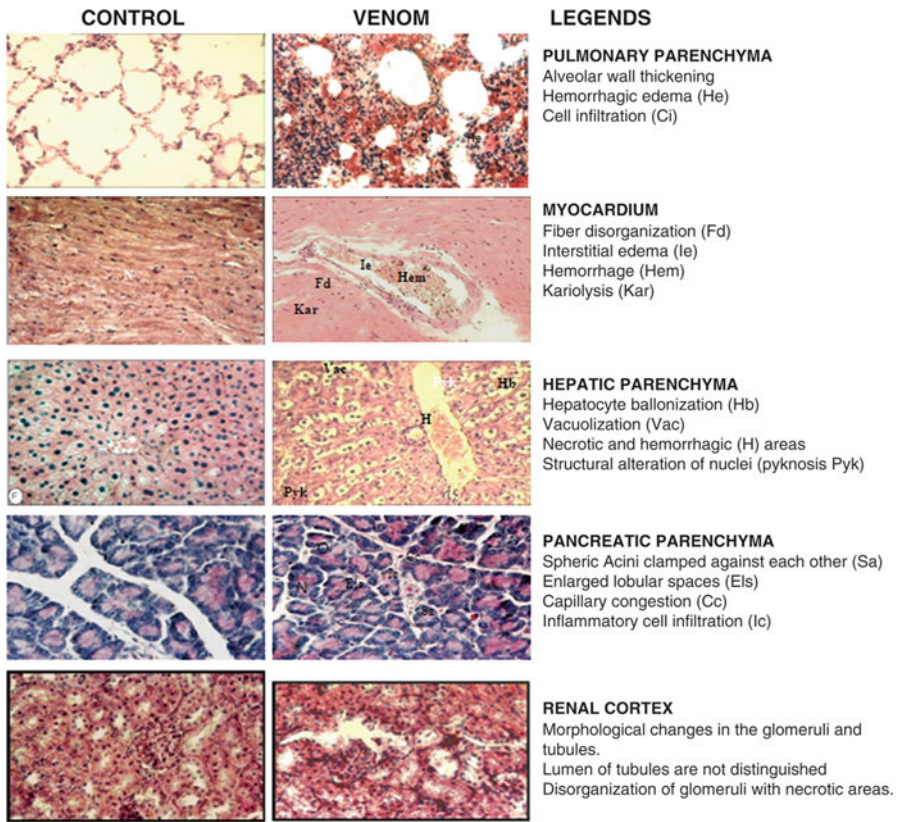 CONTROL VENOM LEGENDS
PULMONARY PARENCHYMA
Alveolar wall thickening
Hemorrhagic edema (He)
Cell infiltration (Ci)
N
Ie
Hem
Fd
Kar
MYOCARDIUM
Fiber disorganization (Fd)
Interstitial edema (Ie)
Hemorrhage (Hem)
Kariolysis (Kar)
Vac
Pyk
Hb
H
Pyk
HEPATIC PARENCHYMA
Hepatocyte ballonization (Hb)
Vacuolization (Vac)
Necrotic and hemorrhagic (H) areas
Structural alteration of nuclei (pyknosis Pyk)
N
Els
Sa
PANCREATIC PARENCHYMA
Spheric Acini clamped against each other (Sa)
Enlarged lobular spaces (Els)
Capillary congestion (Cc)
Inflammatory cell infiltration (Ic)
RENAL CORTEX
Morphological changes in the glomeruli and
tubules.
Lumen of tubules are not distinguished
Disorganization of glomeruli with necrotic areas.